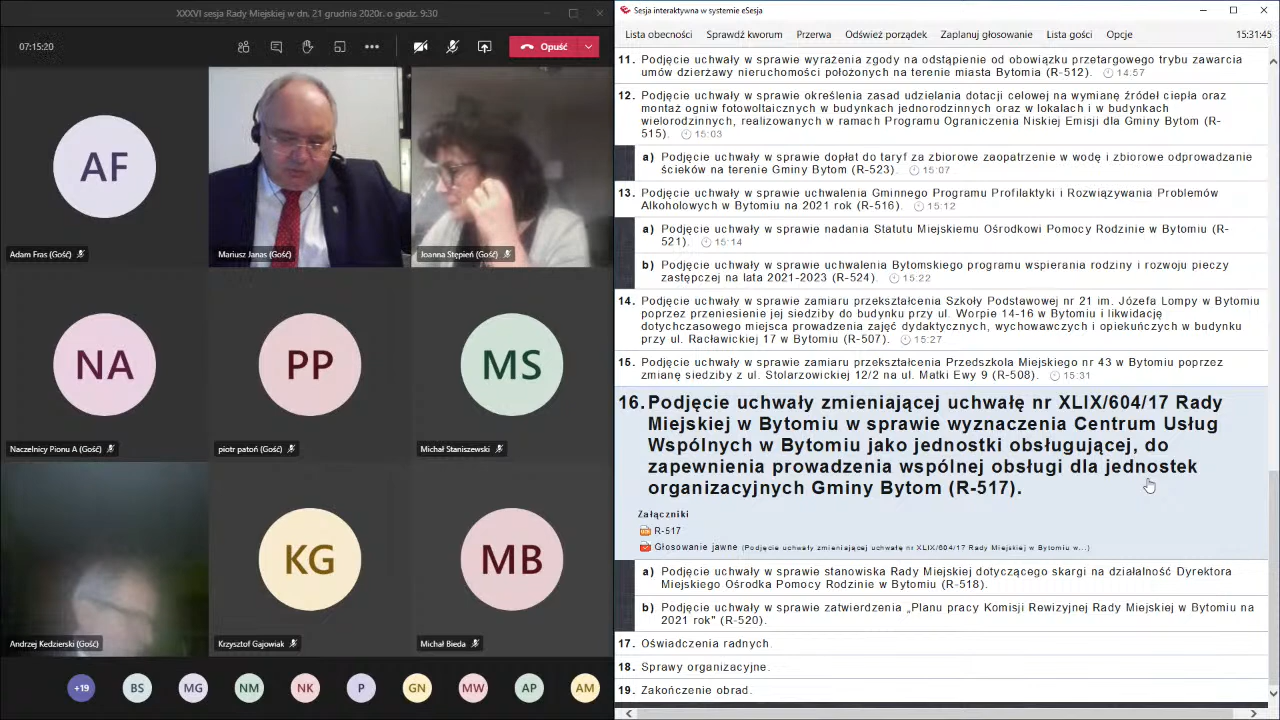 XXXVI sesja Rady Miejskiej w dn. 21 grudnia 2020r. o godz. 9:30
07:15:20
Opuść
AF
Adam Fras (Gość)
Mariusz Janas (Gość)
Joanna Stępień (Gość)
NA
PP
MS
Naczelnicy Pionu A (Gość)
piotr patoń (Gość)
Michał Staniszewski
KG
MB
Andrzej Kedzierski (Gość)
Krzysztof Gajowiak
Michał Bieda
+19
BS
MG
NM
NK
P
GN
MW
AP
AM
Sesja interaktywna w systemie eSesja
Lista obecności
Sprawdź kworum
Przerwa
Odśwież porządek
Zaplanuj głosowanie
Lista gości
Opcje
15:31:45
11. Podjęcie uchwały w sprawie wyrażenia zgody na odstąpienie od obowiązku przetargowego trybu zawarcia
umów dzierżawy nieruchomości położonych na terenie miasta Bytomia (R-512). 14:57
12. Podjęcie uchwały w sprawie określenia zasad udzielania dotacji celowej na wymianę źródeł ciepła oraz
montaż ogniw fotowoltaicznych w budynkach jednorodzinnych oraz w lokalach i w budynkach
wielorodzinnych, realizowanych w ramach Programu Ograniczenia Niskiej Emisji dla Gminy Bytom (R-
515). 15:03
a) Podjęcie uchwały w sprawie dopłat do taryf za zbiorowe zaopatrzenie w wodę i zbiorowe odprowadzanie
ścieków na terenie Gminy Bytom (R-523). 15:07
13. Podjęcie uchwały w sprawie uchwalenia Gminnego Programu Profilaktyki i Rozwiązywania Problemów
Alkoholowych w Bytomiu na 2021 rok (R-516). 15:12
a) Podjęcie uchwały w sprawie nadania Statutu Miejskiemu Ośrodkowi Pomocy Rodzinie w Bytomiu (R-
521). 15:14
b) Podjęcie uchwały w sprawie uchwalenia Bytomskiego programu wspierania rodziny i rozwoju pieczy
zastępczej na lata 2021-2023 (R-524). 15:22
14. Podjęcie uchwały w sprawie zamiaru przekształcenia Szkoły Podstawowej nr 21 im. Józefa Lompy w Bytomiu
poprzez przeniesienie jej siedziby do budynku przy ul. Worpie 14-16 w Bytomiu i likwidację
dotychczasowego miejsca prowadzenia zajęć dydaktycznych, wychowawczych i opiekuńczych w budynku
przy ul. Racławickiej 17 w Bytomiu (R-507). 15:27
15. Podjęcie uchwały w sprawie zamiaru przekształcenia Przedszkola Miejskiego nr 43 w Bytomiu poprzez
zmianę siedziby z ul. Stolarzowickiej 12/2 na ul. Matki Ewy 9 (R-508). 15:31
16. Podjęcie uchwały zmieniającej uchwałę nr XLIX/604/17 Rady
Miejskiej w Bytomiu w sprawie wyznaczenia Centrum Usług
Wspólnych w Bytomiu jako jednostki obsługującej, do
zapewnienia prowadzenia wspólnej obsługi dla jednostek
organizacyjnych Gminy Bytom (R-517).
Załączniki
R-517
Głosowanie jawne (Podjęcie uchwały zmieniającej uchwałę nr XLIX/604/17 Rady Miejskiej w Bytomiu w...)
a) Podjęcie uchwały w sprawie stanowiska Rady Miejskiej dotyczącego skargi na działalność Dyrektora
Miejskiego Ośrodka Pomocy Rodzinie w Bytomiu (R-518).
b) Podjęcie uchwały w sprawie zatwierdzenia „Planu pracy Komisji Rewizyjnej Rady Miejskiej w Bytomiu na
2021 rok" (R-520).
17. Oświadczenia radnych.
18. Sprawy organizacyjne.
19. Zakończenie obrad.